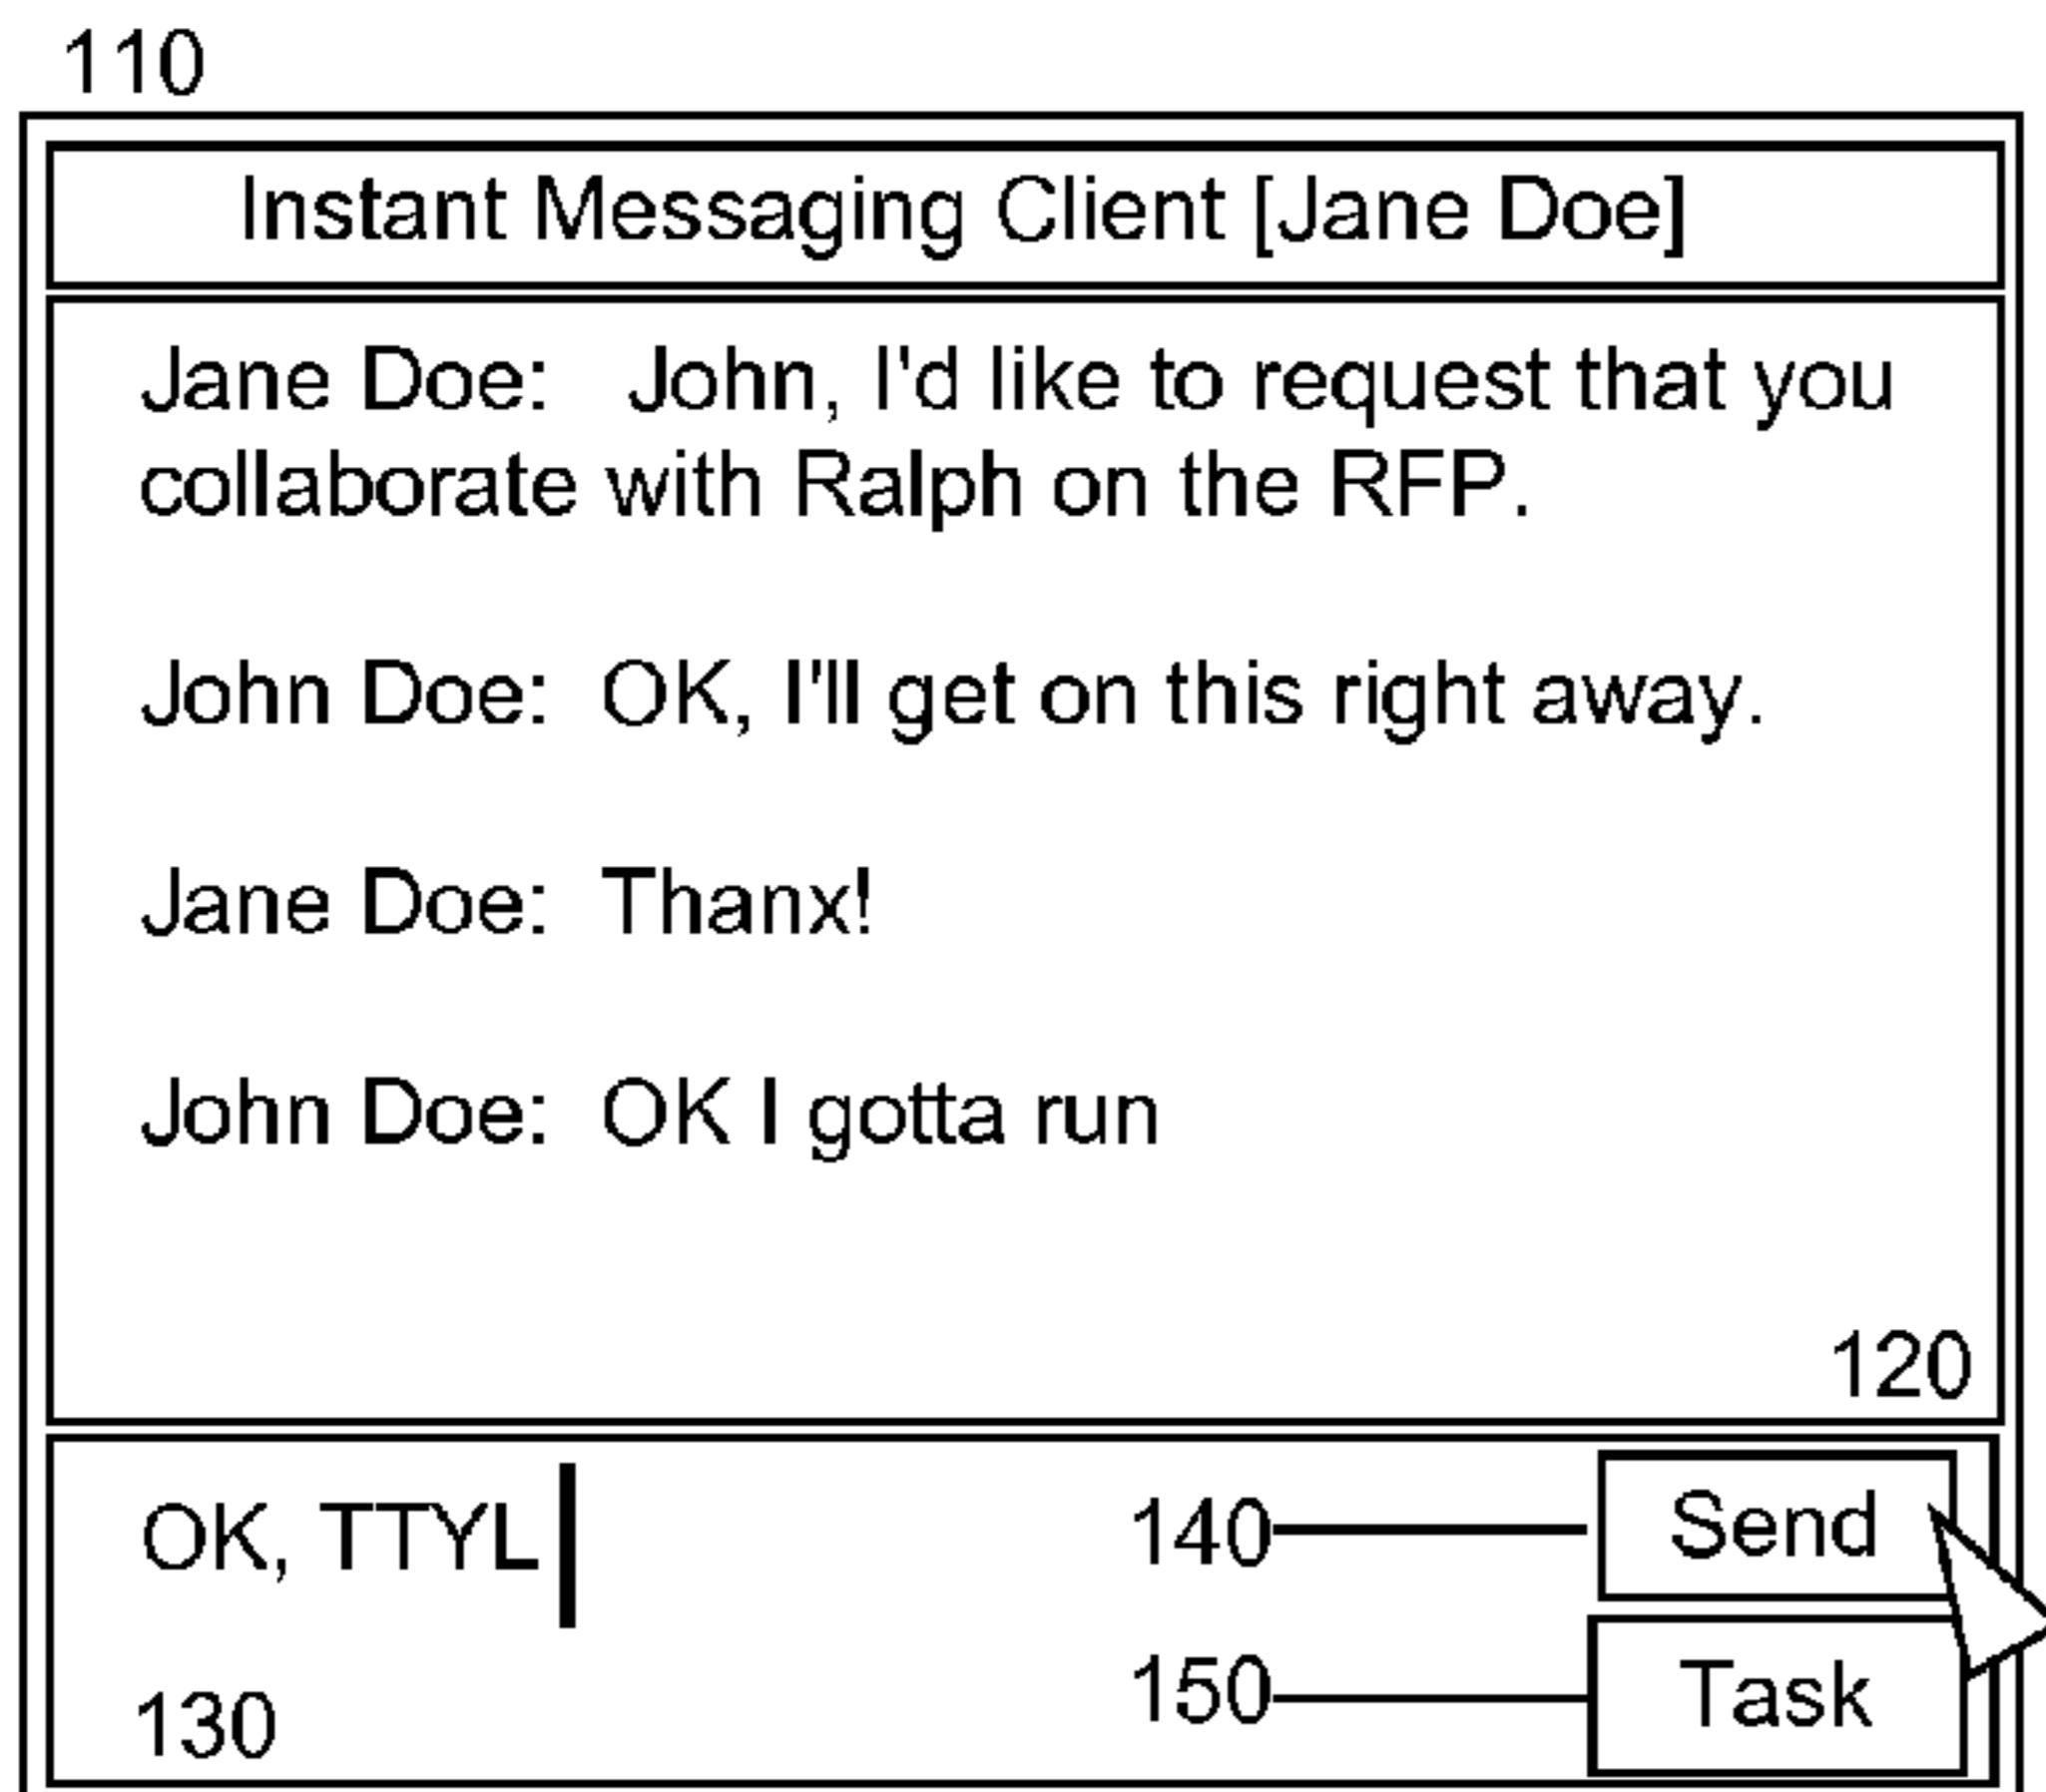 110
Instant Messaging Client [Jane Doe]
Jane Doe: John, I'd like to request that you
collaborate with Ralph on the RFP.
John Doe: OK, I'll get on this right away.
Jane Doe: Thanx!
John Doe: OK I gotta run
120
OK, TTYL
140 Send
150 Task
130